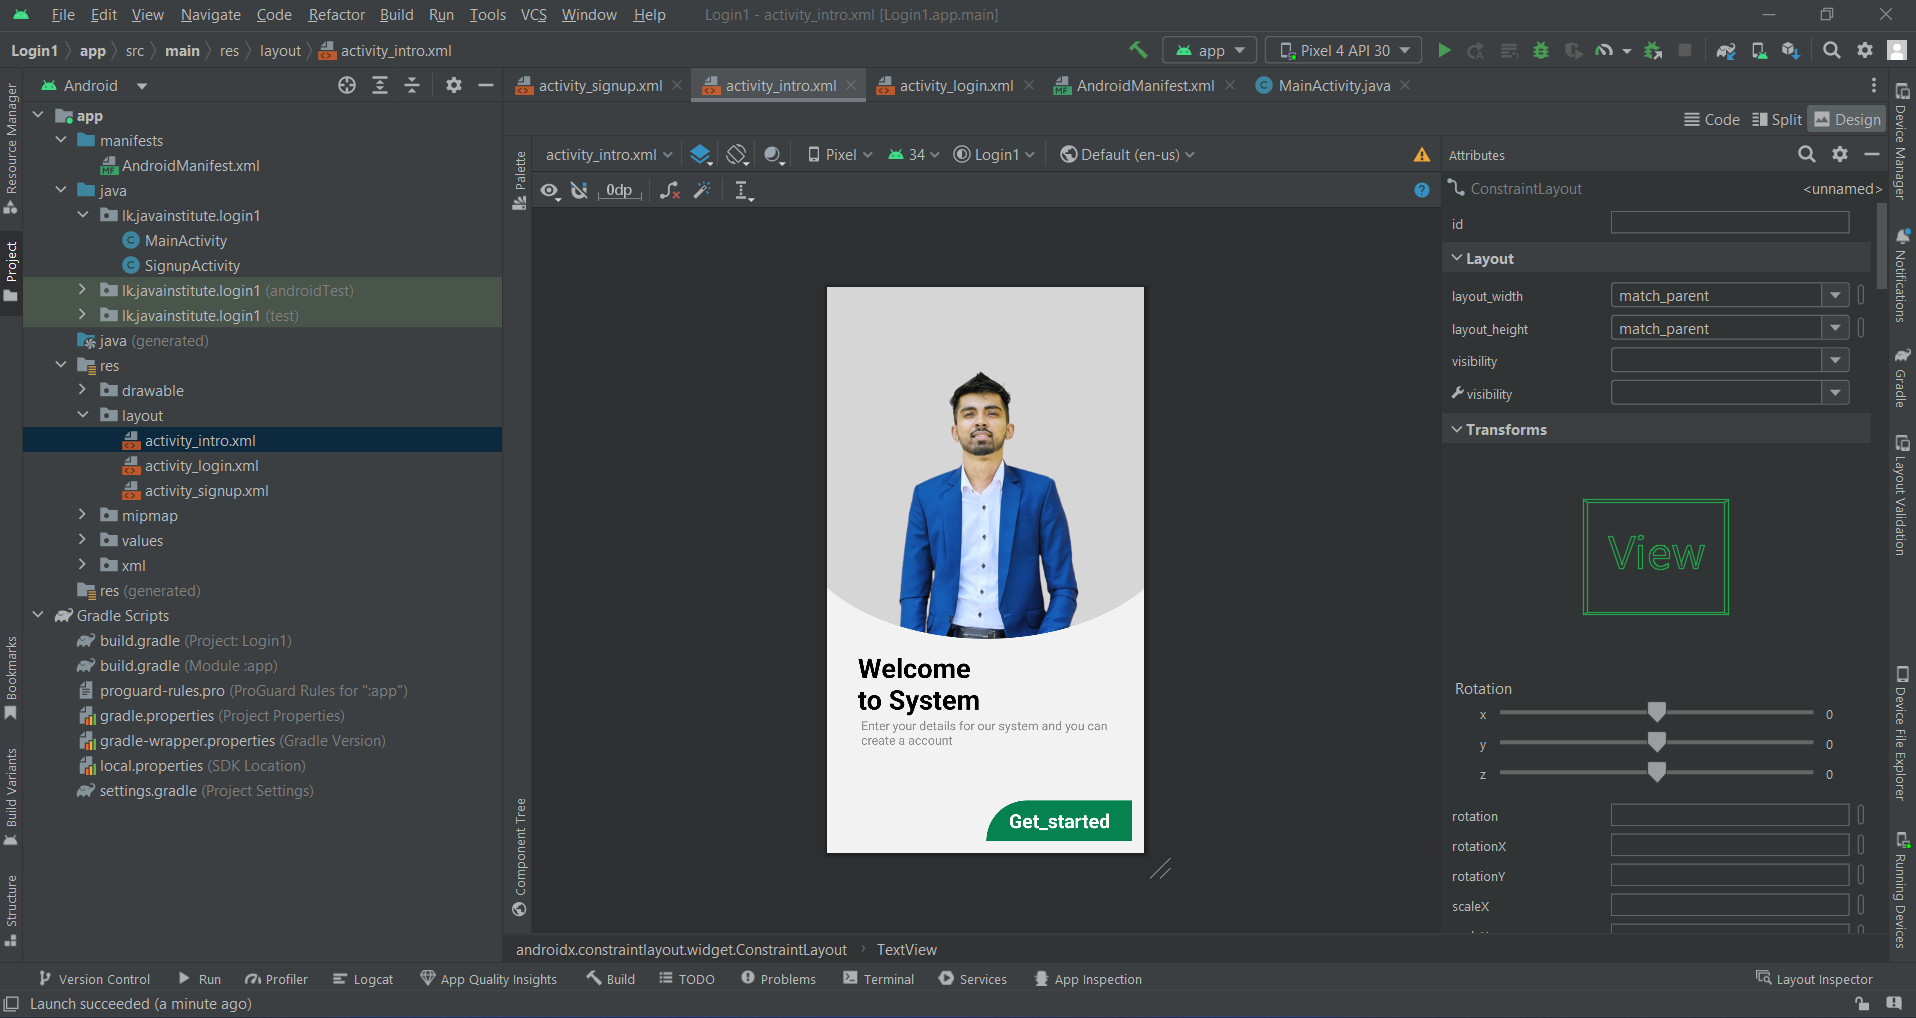 File Edit View Navigate Code Refactor Build Run Tools VCS Window Help Login1 - activity_intro.xml [Login1.app.main]
Login1 app src main res layout activity_intro.xml app Pixel 4 API 30
Resource Manager
Project
Bookmarks
Build Variants
Structure
Android
app
manifests
AndroidManifest.xml
java
lk.javainstitute.login1
MainActivity
SignupActivity
lk.javainstitute.login1 (androidTest)
lk.javainstitute.login1 (test)
java (generated)
res
drawable
layout
activity_intro.xml
activity_login.xml
activity_signup.xml
mipmap
values
xml
res (generated)
Gradle Scripts
build.gradle (Project: Login1)
build.gradle (Module :app)
proguard-rules.pro (ProGuard Rules for ":app")
gradle.properties (Project Properties)
gradle-wrapper.properties (Gradle Version)
local.properties (SDK Location)
settings.gradle (Project Settings)
activity_signup.xml activity_intro.xml activity_login.xml AndroidManifest.xml MainActivity.java
Code Split Design
Palette
Component Tree
activity_intro.xml Pixel 34 Login1 Default (en-us)
0dp
Welcome
to System
Enter your details for our system and you can
create a account
Get_started
Attributes
ConstraintLayout <unnamed>
id
Layout
layout_width match_parent
layout_height match_parent
visibility
visibility
Transforms
View
Rotation
x 0
y 0
z 0
rotation
rotationX
rotationY
scaleX
Device Manager
Notifications
Gradle
Layout Validation
Device File Explorer
Running Devices
androidx.constraintlayout.widget.ConstraintLayout TextView
Version Control Run Profiler Logcat App Quality Insights Build TODO Problems Terminal Services App Inspection Layout Inspector
Launch succeeded (a minute ago)